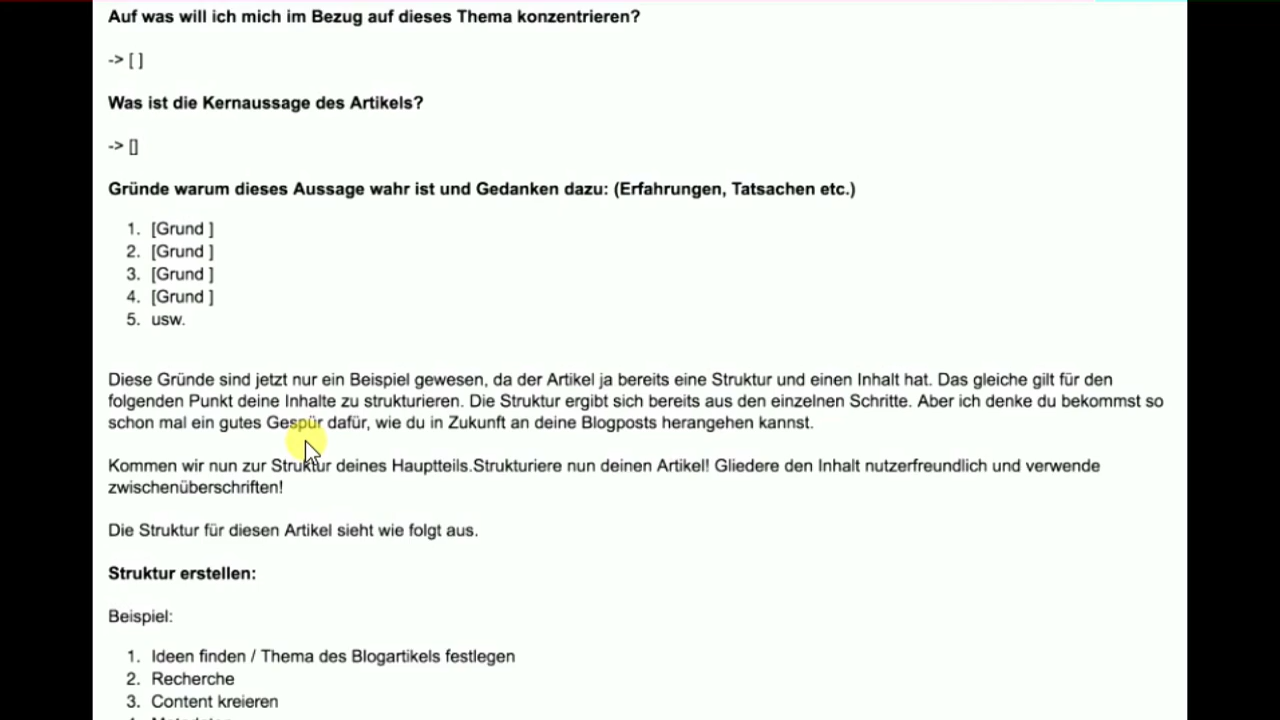 Auf was will ich mich im Bezug auf dieses Thema konzentrieren?
-> [ ]
Was ist die Kernaussage des Artikels?
-> []
Gründe warum dieses Aussage wahr ist und Gedanken dazu: (Erfahrungen, Tatsachen etc.)
1. [Grund ]
2. [Grund ]
3. [Grund ]
4. [Grund ]
5. usw.
Diese Gründe sind jetzt nur ein Beispiel gewesen, da der Artikel ja bereits eine Struktur und einen Inhalt hat. Das gleiche gilt für den
folgenden Punkt deine Inhalte zu strukturieren. Die Struktur ergibt sich bereits aus den einzelnen Schritte. Aber ich denke du bekommst so
schon mal ein gutes Gespür dafür, wie du in Zukunft an deine Blogposts herangehen kannst.
Kommen wir nun zur Struktur deines Hauptteils.Strukturiere nun deinen Artikel! Gliedere den Inhalt nutzerfreundlich und verwende
zwischenüberschriften!
Die Struktur für diesen Artikel sieht wie folgt aus.
Struktur erstellen:
Beispiel:
1. Ideen finden / Thema des Blogartikels festlegen
2. Recherche
3. Content kreieren